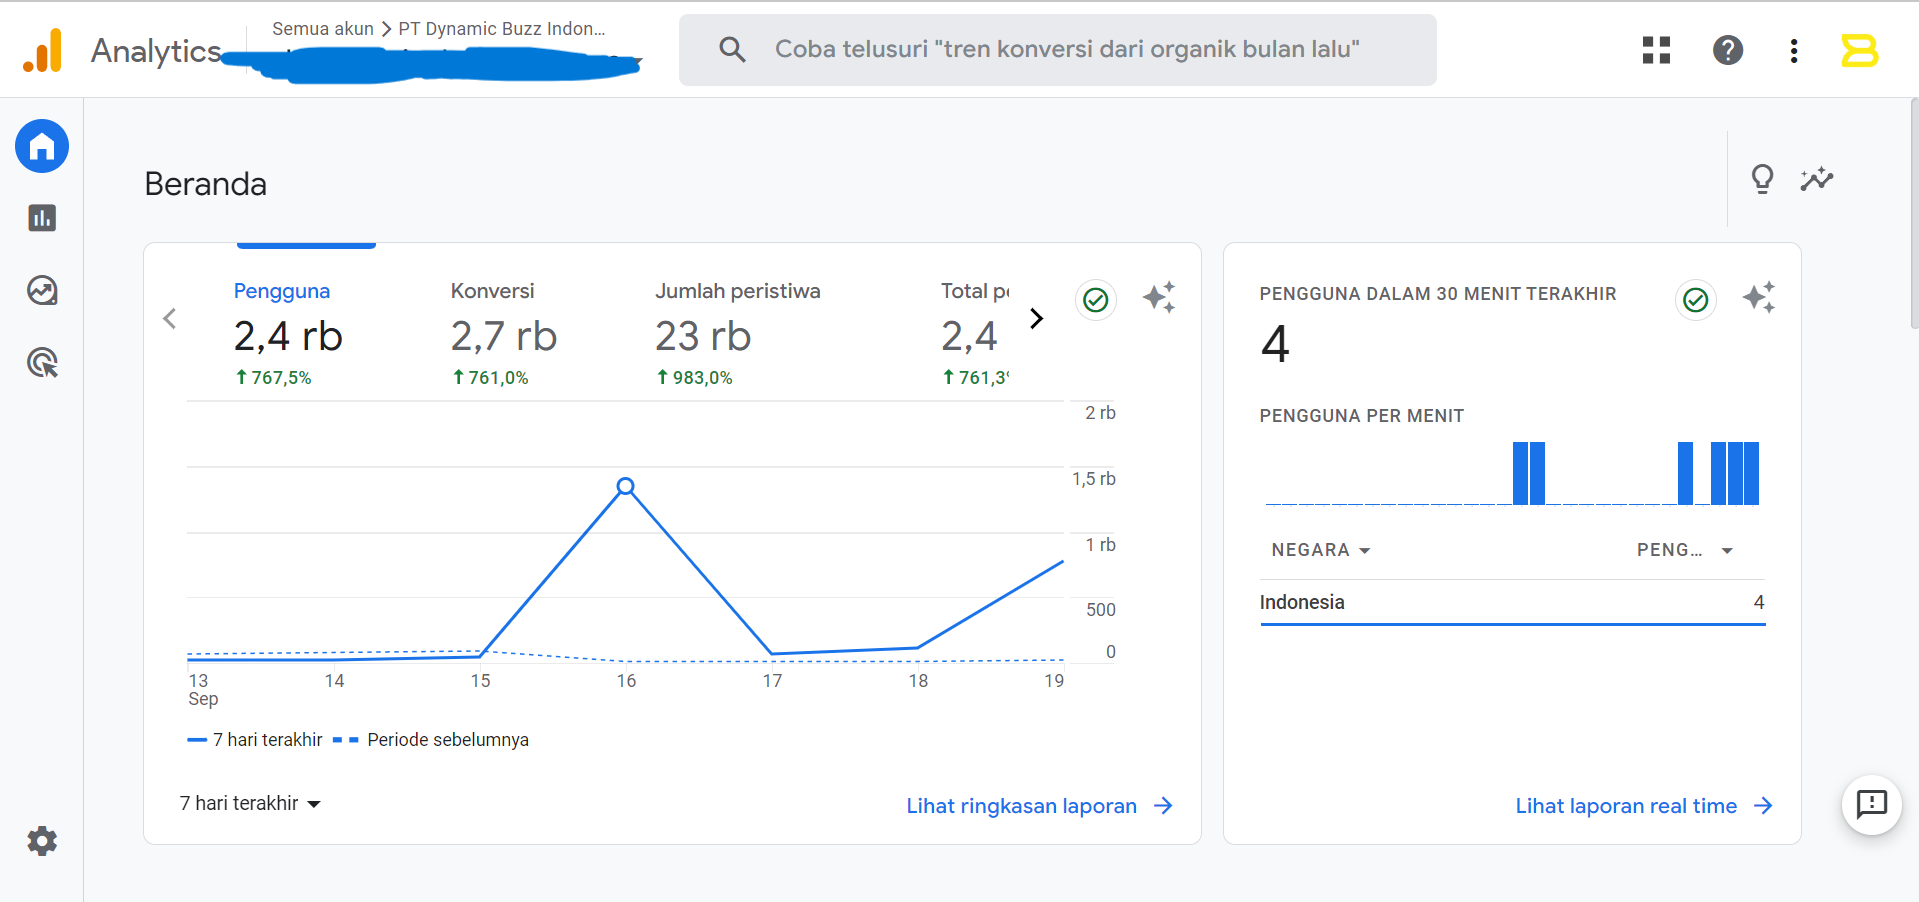 Analytics
Semua akun > PT Dynamic Buzz Indon...
Coba telusuri "tren konversi dari organik bulan lalu"
Beranda
Pengguna
2,4 rb
767,5%
Konversi
2,7 rb
761,0%
Jumlah peristiwa
23 rb
983,0%
Total
2,4
761,3
2 rb
1,5 rb
1 rb
500
0
13 14 15 16 17 18 19
Sep
7 hari terakhir Periode sebelumnya
7 hari terakhir
Lihat ringkasan laporan
PENGGUNA DALAM 30 MENIT TERAKHIR
4
PENGGUNA PER MENIT
NEGARA PENG...
Indonesia 4
Lihat laporan real time